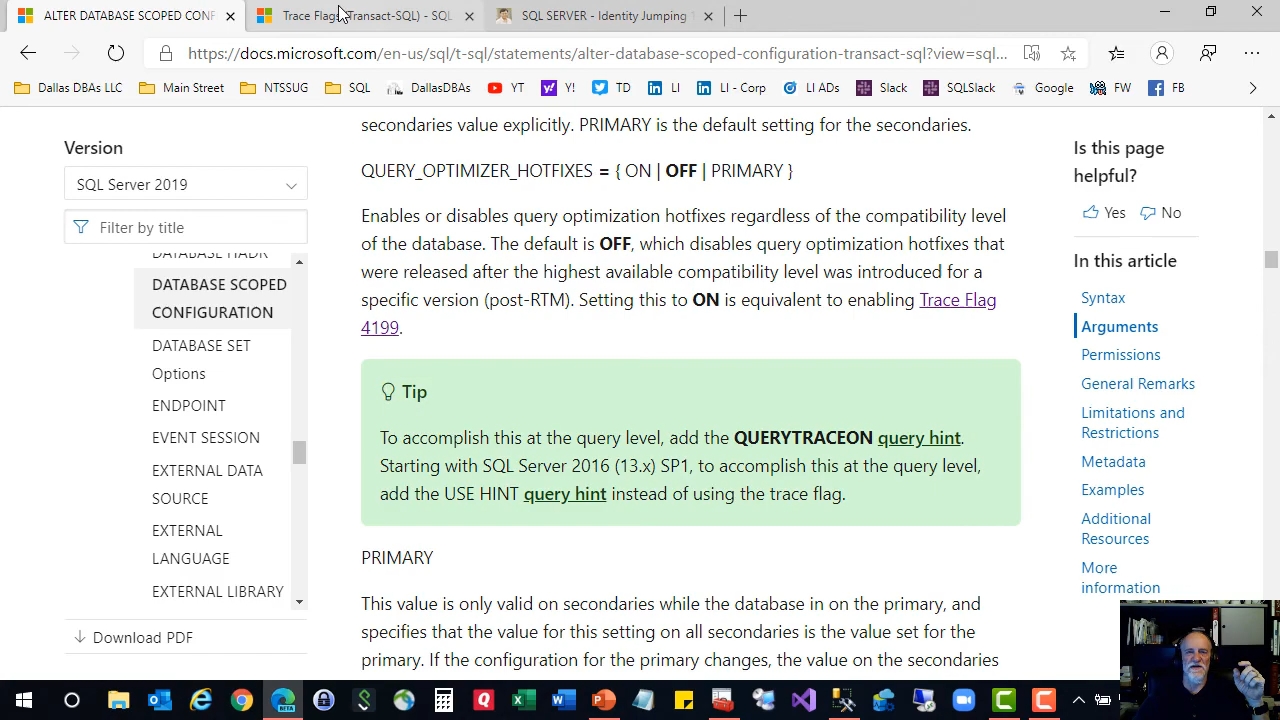 ALTER DATABASE SCOPED CONF
Trace Flags (Transact-SQL) - SQL
SQL SERVER - Identity Jumping
https://docs.microsoft.com/en-us/sql/t-sql/statements/alter-database-scoped-configuration-transact-sql?view=sql...
Dallas DBAs LLC
Main Street
NTSSUG
SQL
DallasDBAs
YT
Y!
TD
LI
LI - Corp
LI ADs
Slack
SQLSlack
Google
FW
FB
Version
SQL Server 2019
Filter by title
DATABASE HADR
DATABASE SCOPED
CONFIGURATION
DATABASE SET
Options
ENDPOINT
EVENT SESSION
EXTERNAL DATA
SOURCE
EXTERNAL
LANGUAGE
EXTERNAL LIBRARY
Download PDF
secondaries value explicitly. PRIMARY is the default setting for the secondaries.
QUERY_OPTIMIZER_HOTFIXES = { ON | OFF | PRIMARY }
Enables or disables query optimization hotfixes regardless of the compatibility level
of the database. The default is OFF, which disables query optimization hotfixes that
were released after the highest available compatibility level was introduced for a
specific version (post-RTM). Setting this to ON is equivalent to enabling Trace Flag
4199.
Tip
To accomplish this at the query level, add the QUERYTRACEON query hint.
Starting with SQL Server 2016 (13.x) SP1, to accomplish this at the query level,
add the USE HINT query hint instead of using the trace flag.
PRIMARY
This value is only valid on secondaries while the database in on the primary, and
specifies that the value for this setting on all secondaries is the value set for the
primary. If the configuration for the primary changes, the value on the secondaries
Is this page
helpful?
Yes
No
In this article
Syntax
Arguments
Permissions
General Remarks
Limitations and
Restrictions
Metadata
Examples
Additional
Resources
More
information